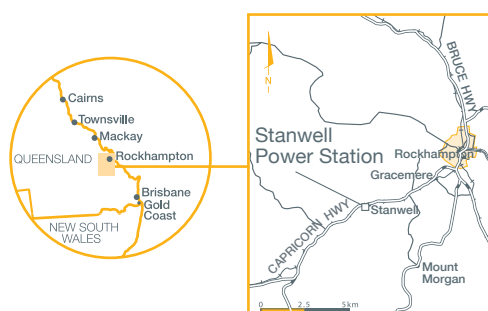 Cairns
Townsville
Mackay
QUEENSLAND
Rockhampton
Brisbane
Gold
Coast
NEW SOUTH
WALES
N
BRUCE HWY
Stanwell
Power Station
Rockhampton
Gracemere
Stanwell
CAPRICORN HWY
Mount
Morgan
0 2.5 5km